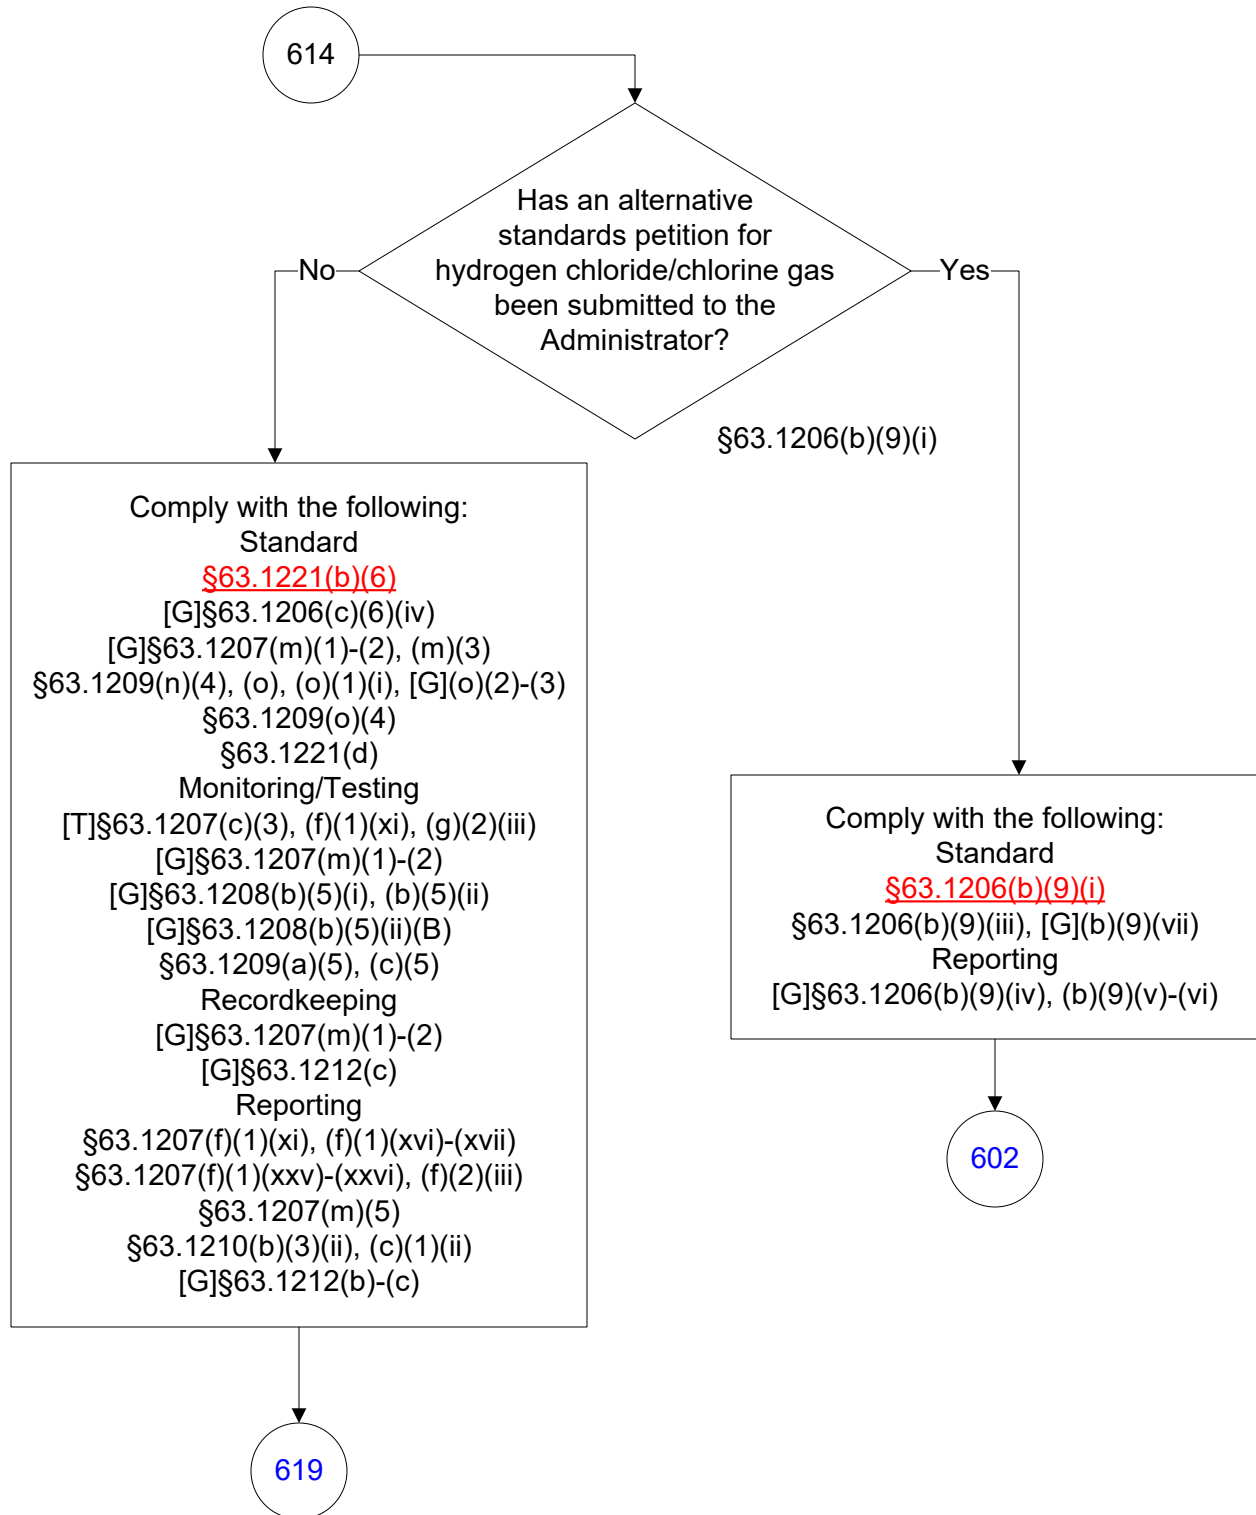 614
Has an alternative
standards petition for
hydrogen chloride/chlorine gas
been submitted to the
Administrator?
No
Yes
§63.1206(b)(9)(i)
Comply with the following:
Standard
§63.1221(b)(6)
[G]§63.1206(c)(6)(iv)
[G]§63.1207(m)(1)-(2), (m)(3)
§63.1209(n)(4), (o), (o)(1)(i), [G](o)(2)-(3)
§63.1209(o)(4)
§63.1221(d)
Monitoring/Testing
[T]§63.1207(c)(3), (f)(1)(xi), (g)(2)(iii)
[G]§63.1207(m)(1)-(2)
[G]§63.1208(b)(5)(i), (b)(5)(ii)
[G]§63.1208(b)(5)(ii)(B)
§63.1209(a)(5), (c)(5)
Recordkeeping
[G]§63.1207(m)(1)-(2)
[G]§63.1212(c)
Reporting
§63.1207(f)(1)(xi), (f)(1)(xvi)-(xvii)
§63.1207(f)(1)(xxv)-(xxvi), (f)(2)(iii)
§63.1207(m)(5)
§63.1210(b)(3)(ii), (c)(1)(ii)
[G]§63.1212(b)-(c)
619
Comply with the following:
Standard
§63.1206(b)(9)(i)
§63.1206(b)(9)(iii), [G](b)(9)(vii)
Reporting
[G]§63.1206(b)(9)(iv), (b)(9)(v)-(vi)
602